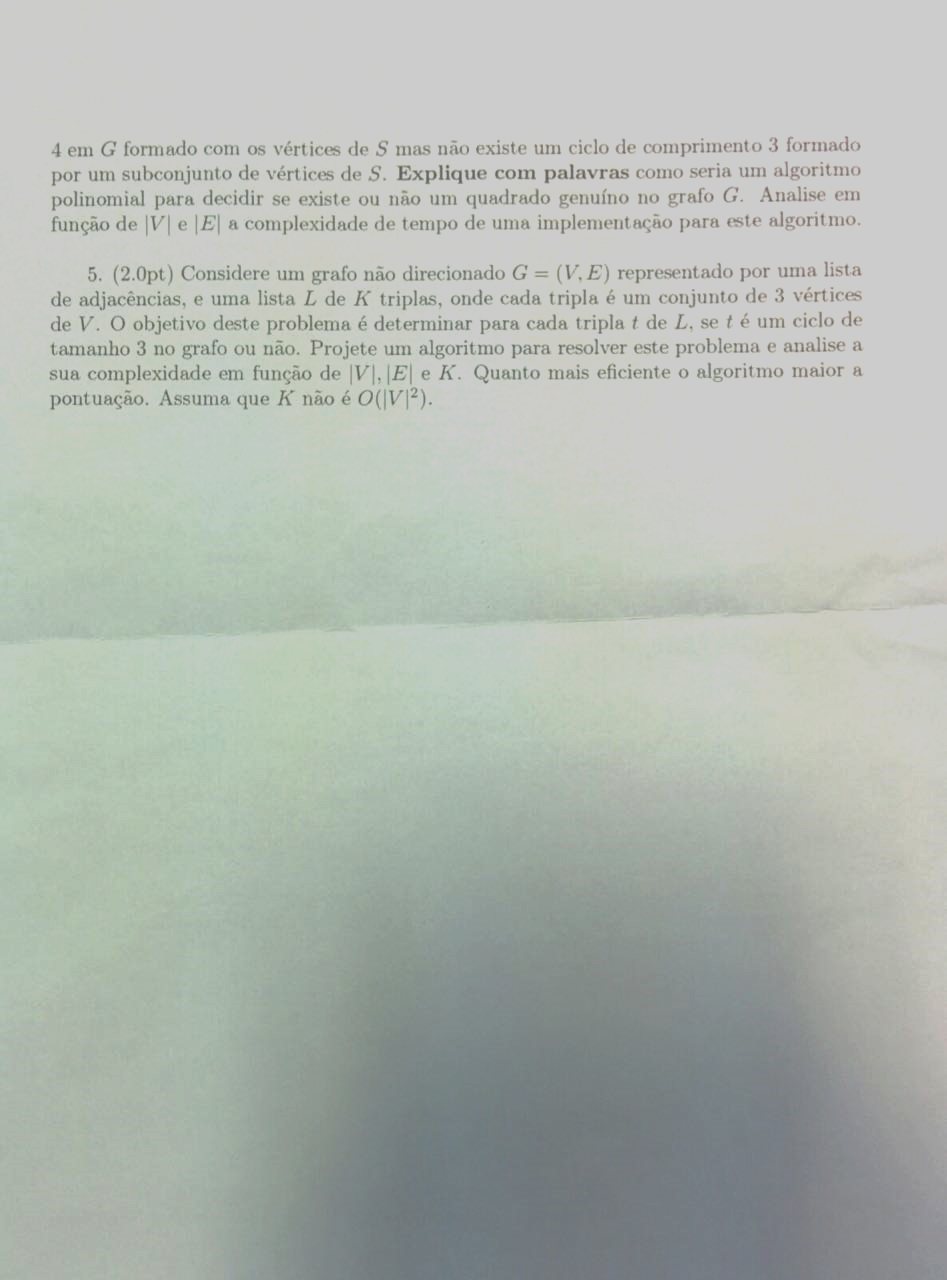 4 em G formado com os vértices de S mas não existe um ciclo de comprimento 3 formado
por um subconjunto de vértices de S. Explique com palavras como seria um algoritmo
polinomial para decidir se existe ou não um quadrado genuíno no grafo G. Analise em
função de |V| e |E| a complexidade de tempo de uma implementação para este algoritmo.
5. (2.0pt) Considere um grafo não direcionado G = (V, E) representado por uma lista
de adjacências, e uma lista L de K triplas, onde cada tripla é um conjunto de 3 vértices
de V. O objetivo deste problema é determinar para cada tripla t de L, se t é um ciclo de
tamanho 3 no grafo ou não. Projete um algoritmo para resolver este problema e analise a
sua complexidade em função de |V|, |E| e K. Quanto mais eficiente o algoritmo maior a
pontuação. Assuma que K não é O(|V|²).